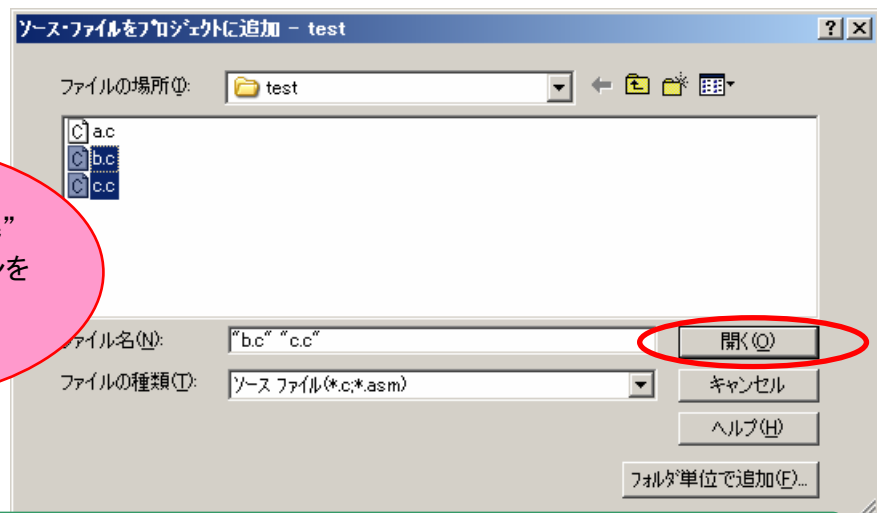 ソース・ファイルをプロジェクトに追加 - test
ファイルの場所(I):
test
a.c
b.c
c.c
”
を
ファイル名(N):
"b.c" "c.c"
開く(O)
ファイルの種類(T):
ソース ファイル(*.c;*.asm)
キャンセル
ヘルプ(H)
フォルダ単位で追加(F)...